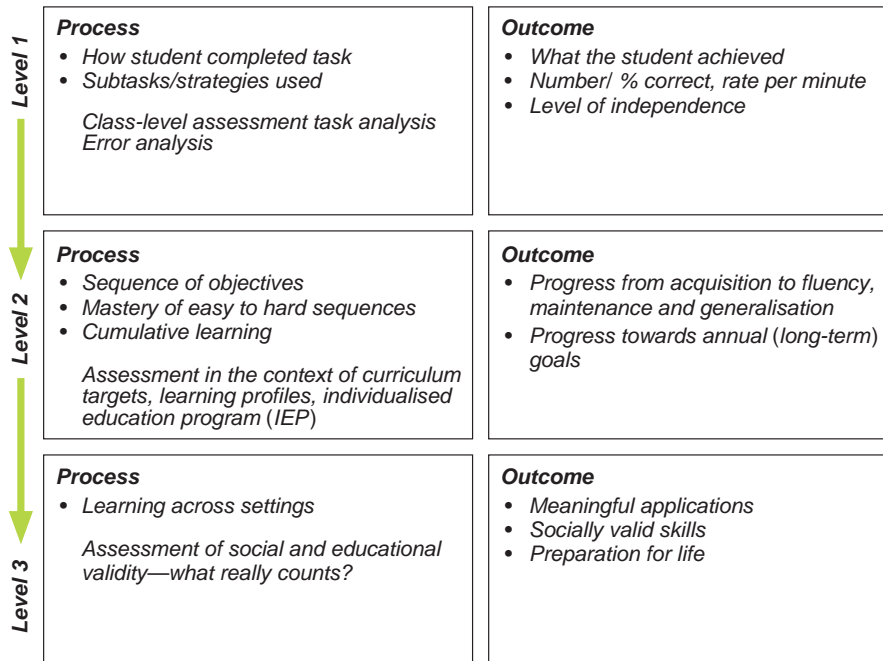 Level 1
Process
• How student completed task
• Subtasks/strategies used
Class-level assessment task analysis
Error analysis
Outcome
• What the student achieved
• Number/ % correct, rate per minute
• Level of independence
Level 2
Process
• Sequence of objectives
• Mastery of easy to hard sequences
• Cumulative learning
Assessment in the context of curriculum
targets, learning profiles, individualised
education program (IEP)
Outcome
• Progress from acquisition to fluency,
maintenance and generalisation
• Progress towards annual (long-term)
goals
Level 3
Process
• Learning across settings
Assessment of social and educational
validity—what really counts?
Outcome
• Meaningful applications
• Socially valid skills
• Preparation for life